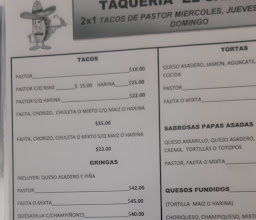 TAQUERIA
2x1 TACOS DE PASTOR MIERCOLES, JUEVES
DOMINGO
TACOS
PASTOR $10.00
PASTOR C/Q MAIZ $ 15.00 HARINA $25.00
PASTOR S/Q HARINA $22.00
FAJITA, CHORIZO, CHULETA O MIXTO C/Q MAIZ O HARINA
$25.00
FAJITA, CHORIZO, CHULETA O MIXTO S/Q MAIZ O HARINA
$23.00
GRINGAS
INCLUYEN: QUESO ASADERO Y PIÑA
PASTOR $42.00
FAJITA O MIXTA $45.00
QUESADILLA C/CHAMPIÑONES $40.00
TORTAS
QUESO ASADERO, JAMON, AGUACATE,
COCIDA
PASTOR
FAJITA O MIXTA
SABROSAS PAPAS ASADAS
QUESO AMARILLO, QUESO ASADERO,
CREMA, TORTILLAS O TOTOPOS
PASTOR, FAJITA O MIXTA
QUESOS FUNDIDOS
(TORTILLA MAIZ O HARINA)
CHORIQUESO, CHAMPIQUESO, MIXTO